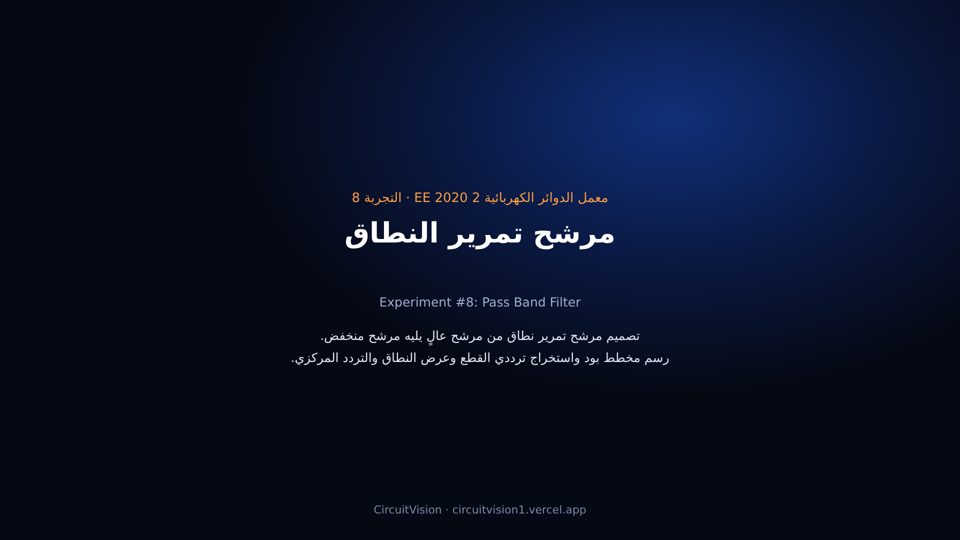 معمل الدوائر الكهربائية 2 EE 2020 · التجربة 8
مرشح تمرير النطاق
Experiment #8: Pass Band Filter
تصميم مرشح تمرير نطاق من مرشح عالٍ يليه مرشح منخفض.
رسم مخطط بود واستخراج ترددي القطع وعرض النطاق والتردد المركزي.
CircuitVision · circuitvision1.vercel.app